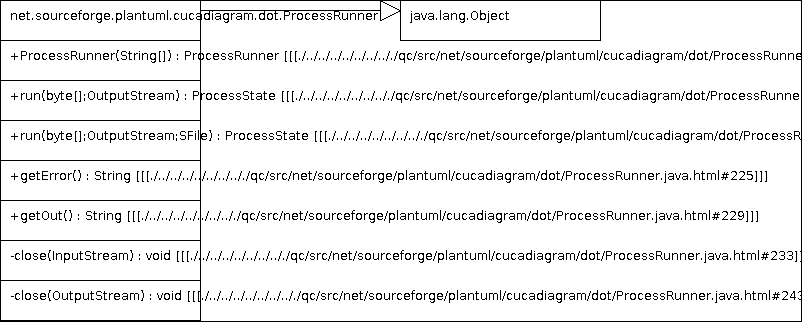 net.sourceforge.plantuml.cucadiagram.dot.ProcessRunner
java.lang.Object
+ProcessRunner(String[]) : ProcessRunner [[[./../../../../../../../../../qc/src/net/sourceforge/plantuml/cucadiagram/dot/ProcessRunne
+run(byte[];OutputStream) : ProcessState [[[./../../../../../../../../../qc/src/net/sourceforge/plantuml/cucadiagram/dot/ProcessRunne
+run(byte[];OutputStream;SFile) : ProcessState [[[./../../../../../../../../../qc/src/net/sourceforge/plantuml/cucadiagram/dot/ProcessR
+getError() : String [[[./../../../../../../../../../qc/src/net/sourceforge/plantuml/cucadiagram/dot/ProcessRunner.java.html#225]]]
+getOut() : String [[[./../../../../../../../../../qc/src/net/sourceforge/plantuml/cucadiagram/dot/ProcessRunner.java.html#229]]]
-close(InputStream) : void [[[./../../../../../../../../../qc/src/net/sourceforge/plantuml/cucadiagram/dot/ProcessRunner.java.html#233]]
-close(OutputStream) : void [[[./../../../../../../../../../qc/src/net/sourceforge/plantuml/cucadiagram/dot/ProcessRunner.java.html#243